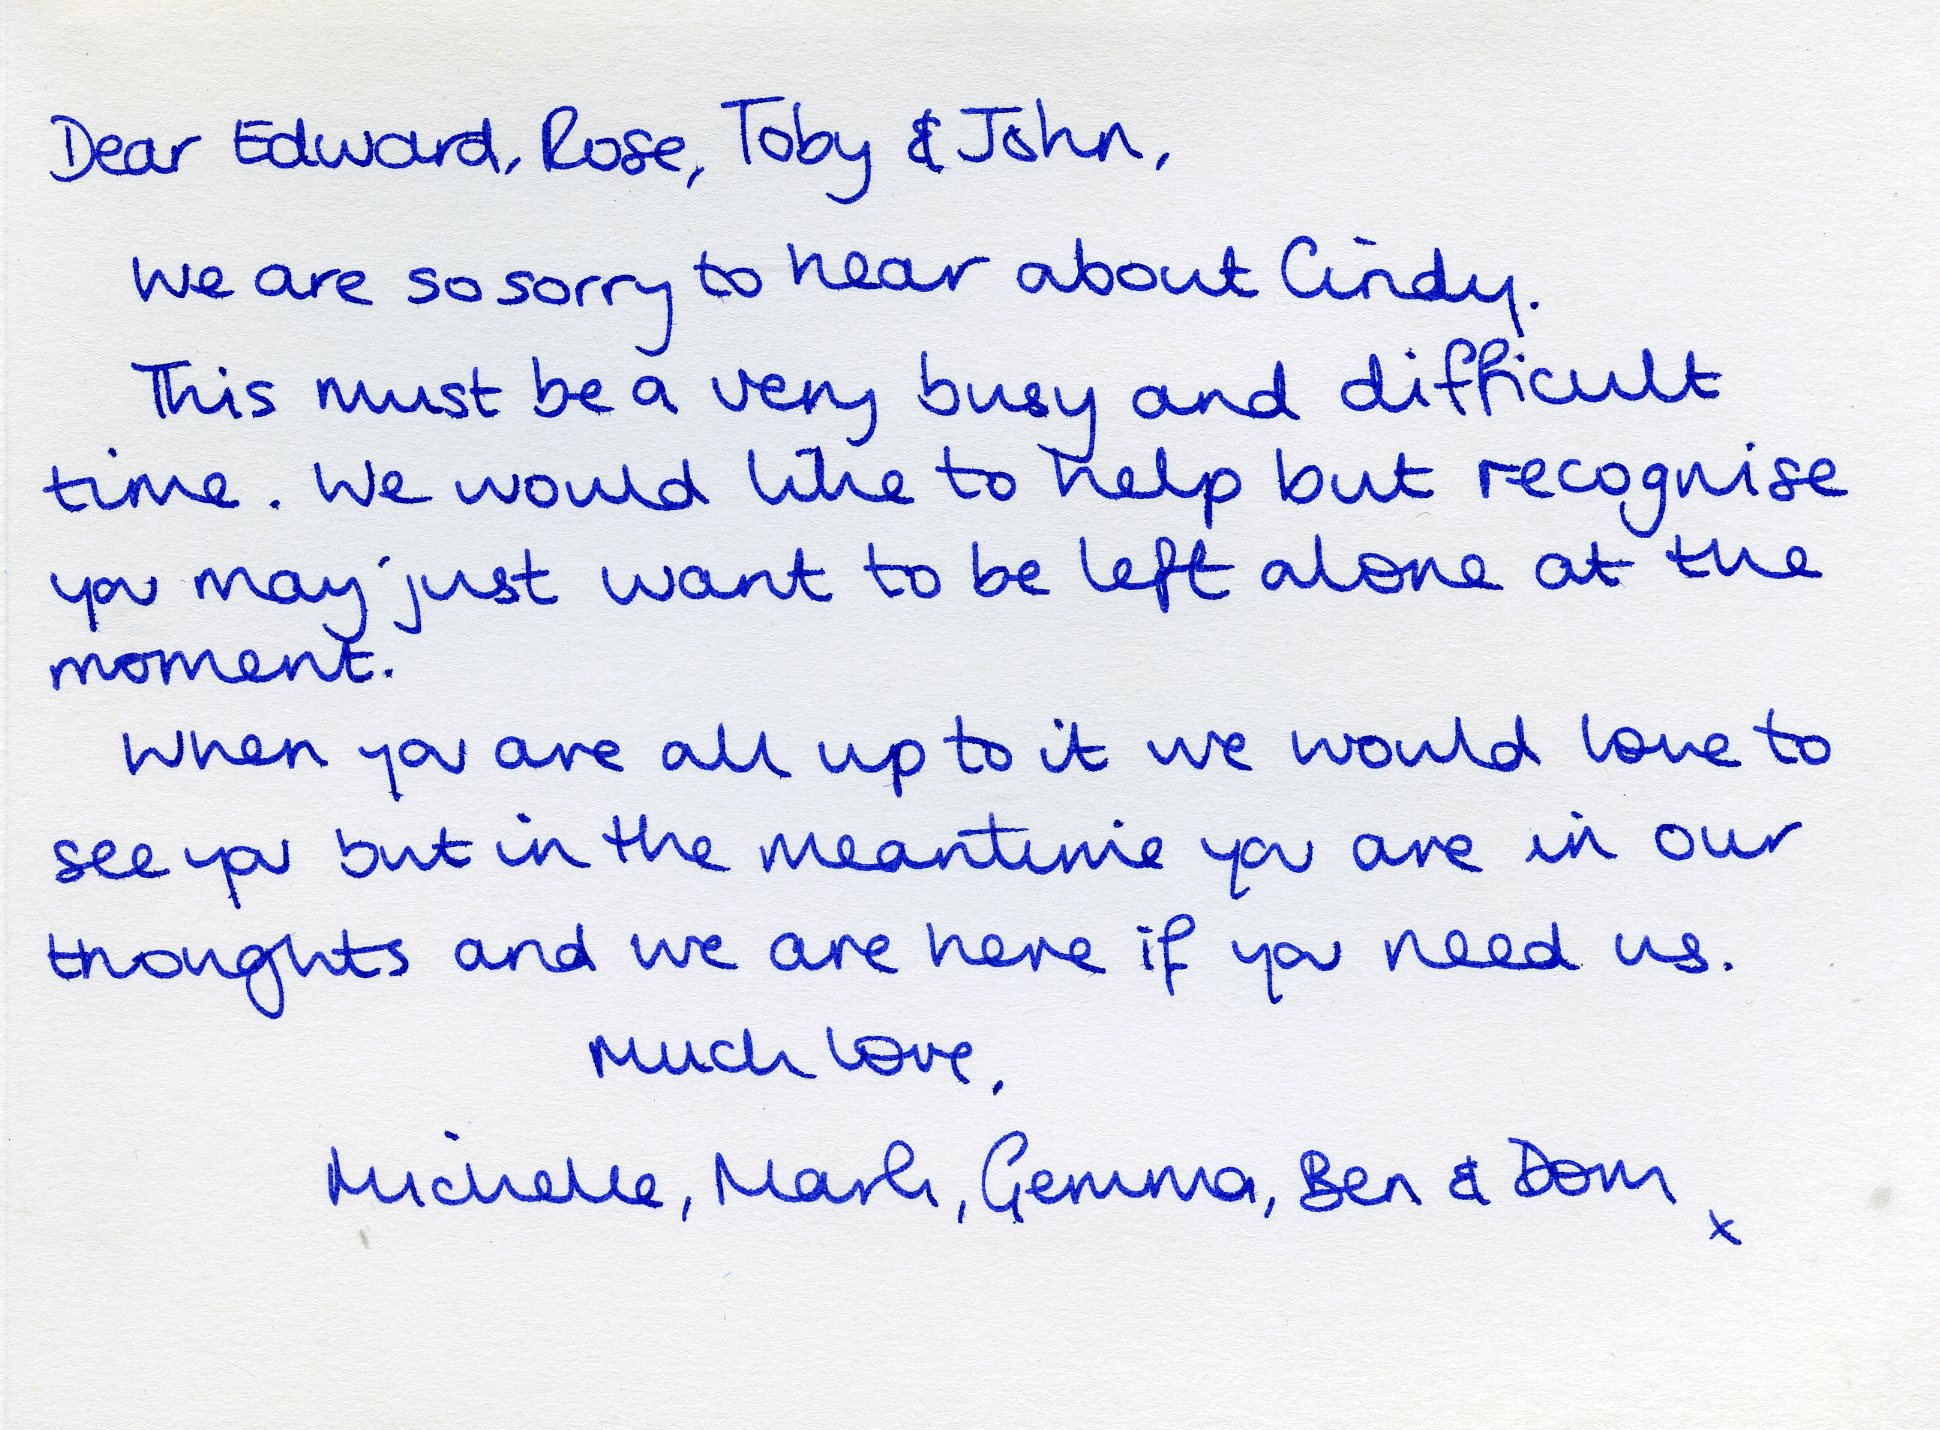 Dear Edward, Rose, Toby & John,
We are so sorry to hear about Cindy.
This must be a very busy and difficult
time. We would like to help but recognise
you may just want to be left alone at the
moment.
When you are all up to it we would love to
see you but in the meantime you are in our
thoughts and we are here if you need us.
Much love,
Michelle, Mark, Gemma, Ben & Dom
x